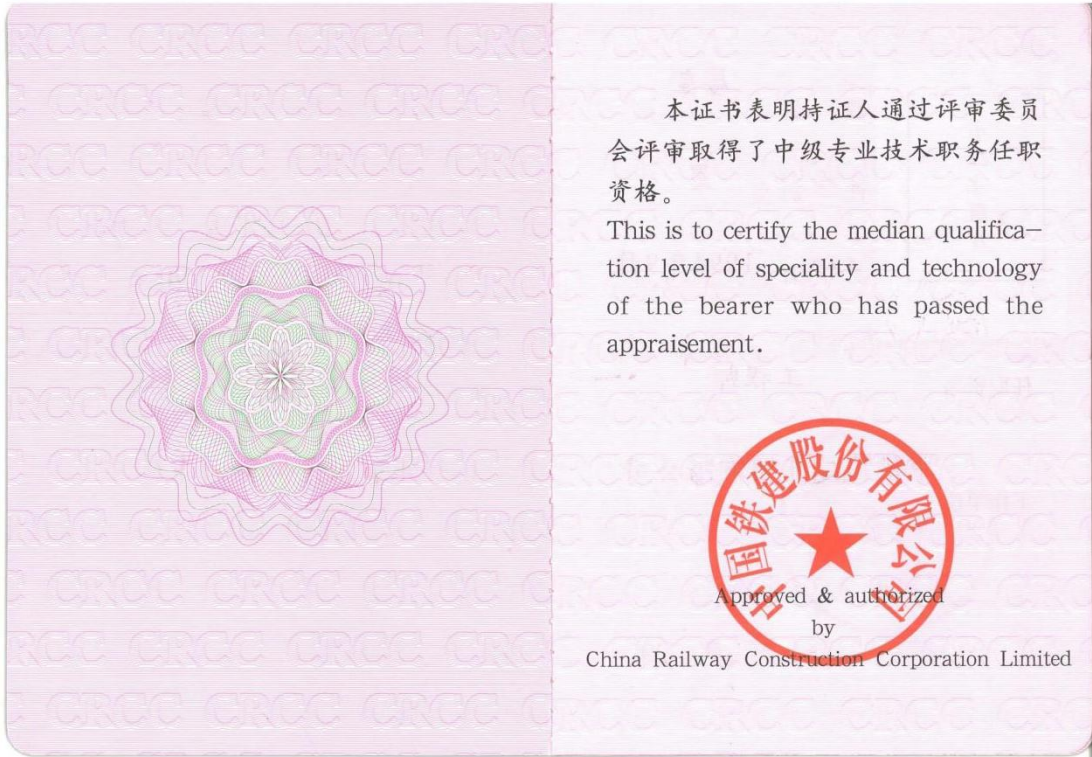 本证书表明持证人通过评审委员
会评审取得了中级专业技术职务任职
资格。
This is to certify the median qualifica-
tion level of speciality and technology
of the bearer who has passed the
appraisement.
中国铁建股份有限公司
Approved & authorized
by
China Railway Construction Corporation Limited
CRCC